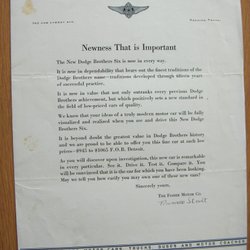 Newness That is Important
The New Dodge Brothers Six is new in every way.
It is new in dependability that bears out the finest traditions of the
Dodge Brothers name—traditions developed through fifteen years
of successful practice.
It is new in value that not only outranks every previous Dodge
Brothers achievement, but which positively sets a new standard in
the field of low-priced cars of quality.
We know that your ideas of a truly modern motor car will be fully
visualized and realized when you see and drive this New Dodge
Brothers Six.
It is beyond doubt the greatest value in Dodge Brothers history
and we are proud to be able to offer you this fine car at such low
prices—$945 to $1065 F.O.B. Detroit.
As you will discover upon investigation, this new car is remarkable
in every particular. See it. Drive it. Test it. Compare it. You
will be convinced that it is the car for which you have been looking.
May we tell you how easily you may own one of these new cars?
Sincerely yours,
The Fosses Motor Co.